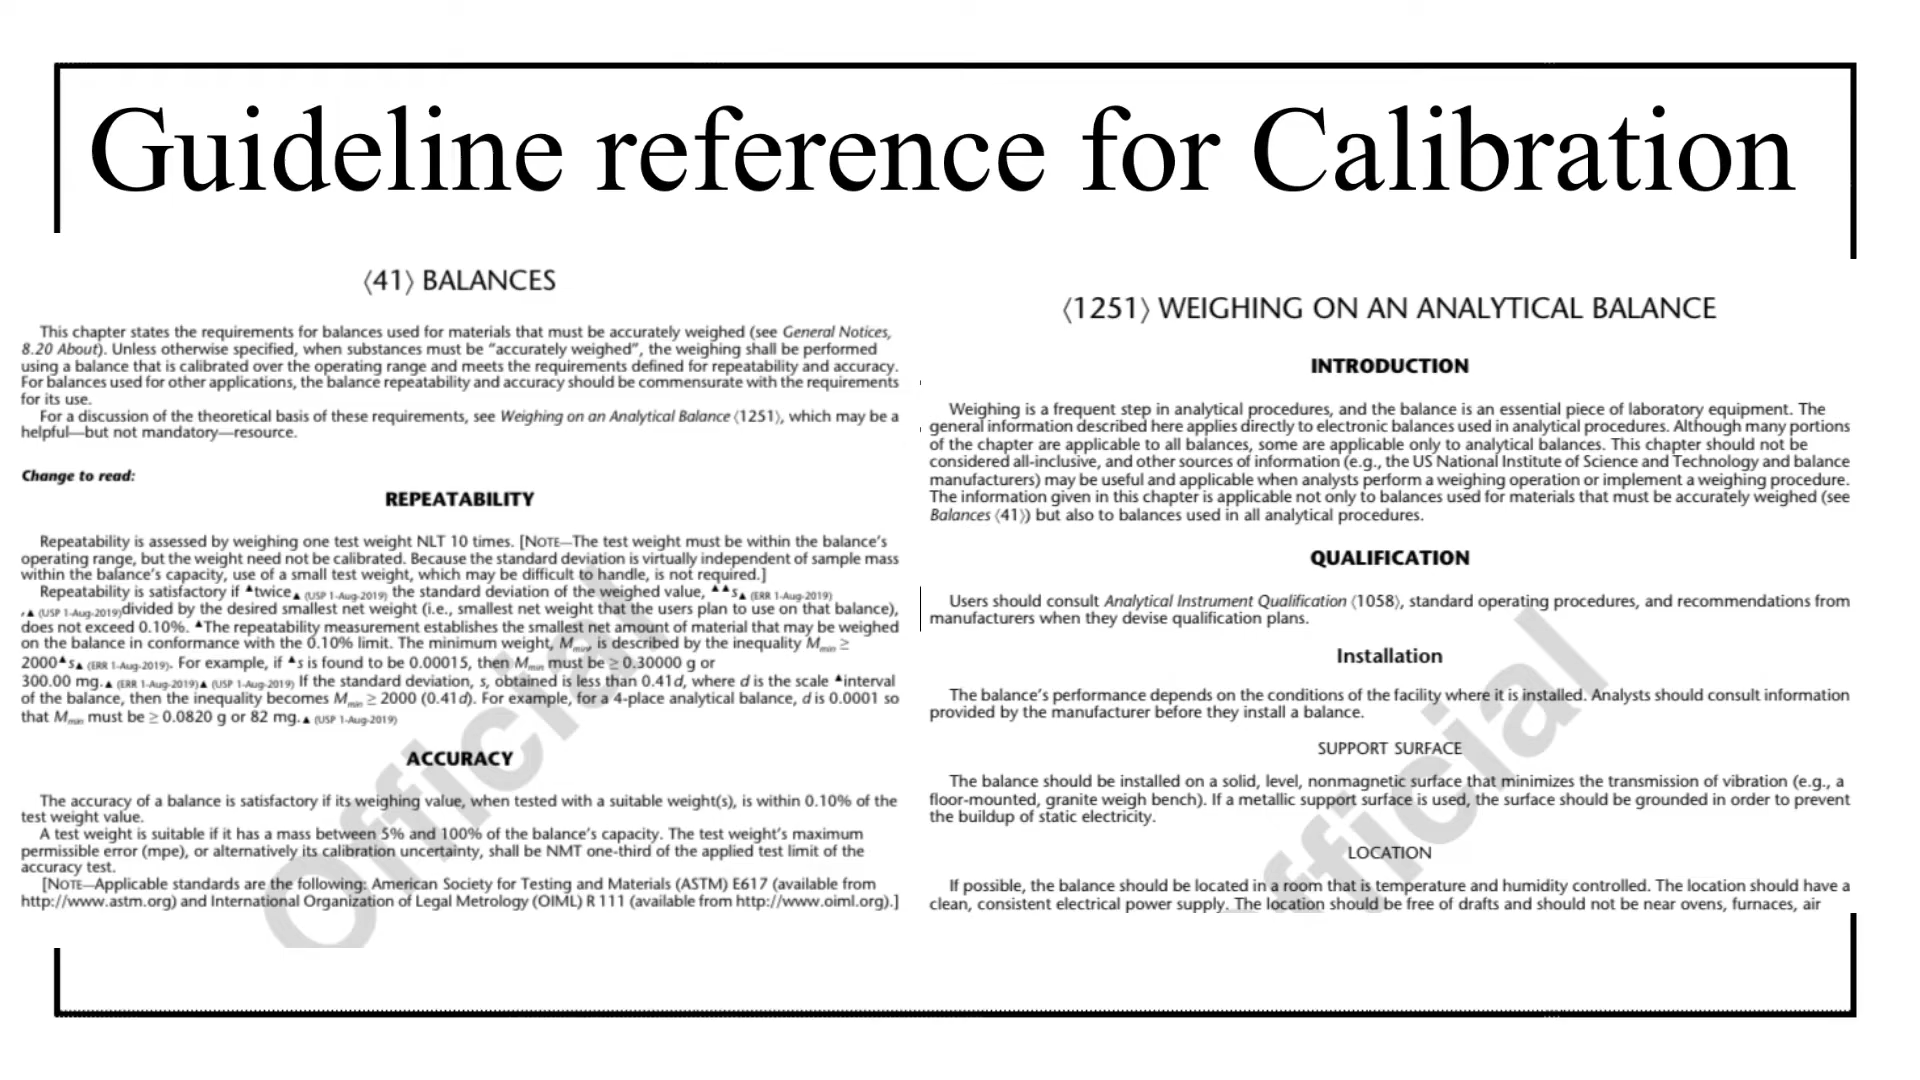 Guideline reference for Calibration
⟨41⟩ BALANCES
This chapter states the requirements for balances used for materials that must be accurately weighed (see General Notices,
8.20 About). Unless otherwise specified, when substances must be “accurately weighed”, the weighing shall be performed
using a balance that is calibrated over the operating range and meets the requirements defined for repeatability and accuracy.
For balances used for other applications, the balance repeatability and accuracy should be commensurate with the requirements
for its use.
For a discussion of the theoretical basis of these requirements, see Weighing on an Analytical Balance ⟨1251⟩, which may be a
helpful—but not mandatory—resource.
Change to read:
REPEATABILITY
Repeatability is assessed by weighing one test weight NLT 10 times. [NOTE—The test weight must be within the balance’s
operating range, but the weight need not be calibrated. Because the standard deviation is virtually independent of sample mass
within the balance’s capacity, use of a small test weight, which may be difficult to handle, is not required.]
Repeatability is satisfactory if ▲twice▲ (USP 1-Aug-2019) the standard deviation of the weighed value, ▲▲s▲ (ERR 1-Aug-2019)
,▲ (USP 1-Aug-2019)divided by the desired smallest net weight (i.e., smallest net weight that the users plan to use on that balance),
does not exceed 0.10%. ▲The repeatability measurement establishes the smallest net amount of material that may be weighed
on the balance in conformance with the 0.10% limit. The minimum weight, Mmin, is described by the inequality Mmin ≥
2000▲s▲ (ERR 1-Aug-2019). For example, if ▲s is found to be 0.00015, then Mmin must be ≥ 0.30000 g or
300.00 mg.▲ (ERR 1-Aug-2019)▲ (USP 1-Aug-2019) If the standard deviation, s, obtained is less than 0.41d, where d is the scale ▲interval
of the balance, then the inequality becomes Mmin ≥ 2000 (0.41d). For example, for a 4-place analytical balance, d is 0.0001 so
that Mmin must be ≥ 0.0820 g or 82 mg.▲ (USP 1-Aug-2019)
ACCURACY
The accuracy of a balance is satisfactory if its weighing value, when tested with a suitable weight(s), is within 0.10% of the
test weight value.
A test weight is suitable if it has a mass between 5% and 100% of the balance’s capacity. The test weight’s maximum
permissible error (mpe), or alternatively its calibration uncertainty, shall be NMT one-third of the applied test limit of the
accuracy test.
[NOTE—Applicable standards are the following: American Society for Testing and Materials (ASTM) E617 (available from
http://www.astm.org) and International Organization of Legal Metrology (OIML) R 111 (available from http://www.oiml.org).]
Official
⟨1251⟩ WEIGHING ON AN ANALYTICAL BALANCE
INTRODUCTION
Weighing is a frequent step in analytical procedures, and the balance is an essential piece of laboratory equipment. The
general information described here applies directly to electronic balances used in analytical procedures. Although many portions
of the chapter are applicable to all balances, some are applicable only to analytical balances. This chapter should not be
considered all-inclusive, and other sources of information (e.g., the US National Institute of Science and Technology and balance
manufacturers) may be useful and applicable when analysts perform a weighing operation or implement a weighing procedure.
The information given in this chapter is applicable not only to balances used for materials that must be accurately weighed (see
Balances ⟨41⟩) but also to balances used in all analytical procedures.
QUALIFICATION
Users should consult Analytical Instrument Qualification ⟨1058⟩, standard operating procedures, and recommendations from
manufacturers when they devise qualification plans.
Installation
The balance’s performance depends on the conditions of the facility where it is installed. Analysts should consult information
provided by the manufacturer before they install a balance.
SUPPORT SURFACE
The balance should be installed on a solid, level, nonmagnetic surface that minimizes the transmission of vibration (e.g., a
floor-mounted, granite weigh bench). If a metallic support surface is used, the surface should be grounded in order to prevent
the buildup of static electricity.
LOCATION
If possible, the balance should be located in a room that is temperature and humidity controlled. The location should have a
clean, consistent electrical power supply. The location should be free of drafts and should not be near ovens, furnaces, air
fficial